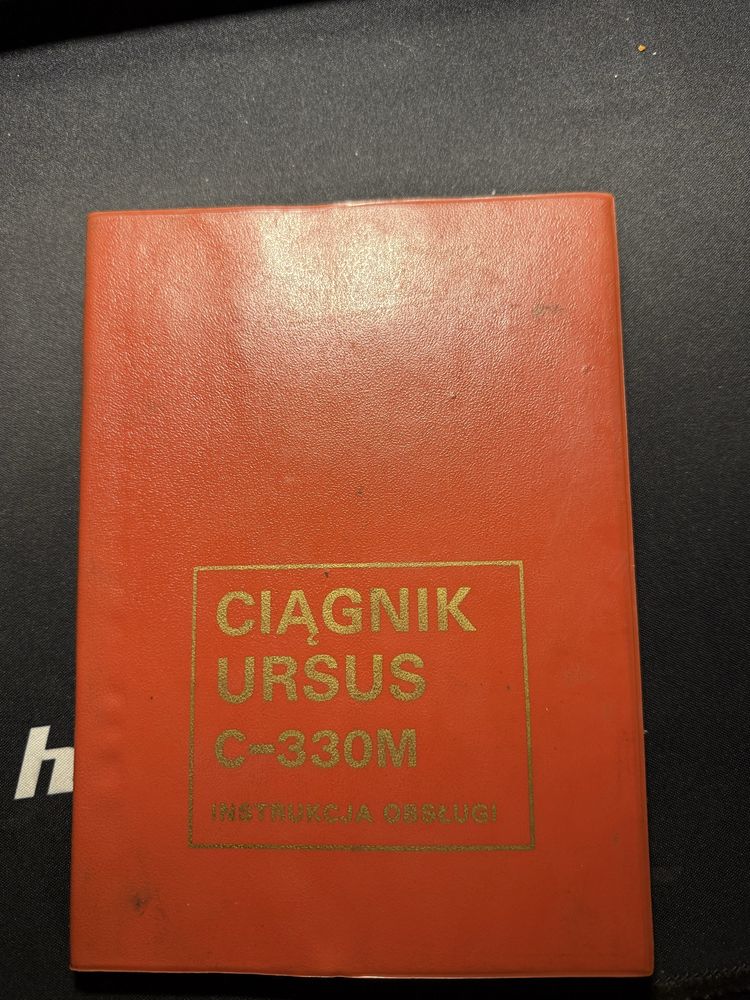 CIĄGNIK
URSUS
C-330M
INSTRUKCJA OBSŁUGI
h